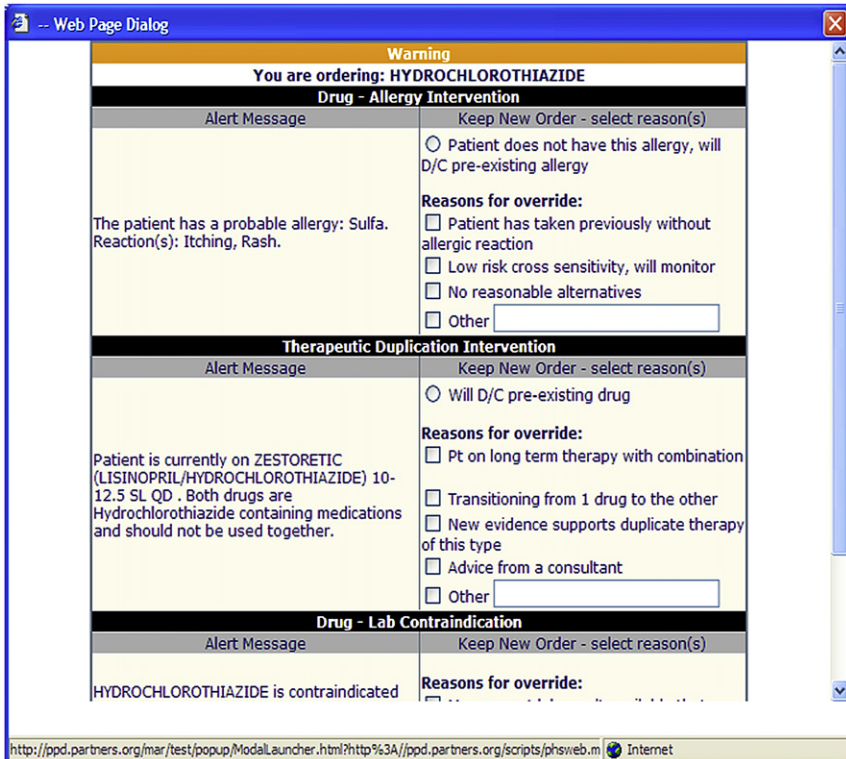 -- Web Page Dialog
Warning
You are ordering: HYDROCHLOROTHIAZIDE
Drug - Allergy Intervention
Alert Message
Keep New Order - select reason(s)
The patient has a probable allergy: Sulfa.
Reaction(s): Itching, Rash.
Patient does not have this allergy, will
D/C pre-existing allergy
Reasons for override:
Patient has taken previously without
allergic reaction
Low risk cross sensitivity, will monitor
No reasonable alternatives
Other
Therapeutic Duplication Intervention
Alert Message
Keep New Order - select reason(s)
Patient is currently on ZESTORETIC
(LISINOPRIL/HYDROCHLOROTHIAZIDE) 10-
12.5 SL QD . Both drugs are
Hydrochlorothiazide containing medications
and should not be used together.
Will D/C pre-existing drug
Reasons for override:
Pt on long term therapy with combination
Transitioning from 1 drug to the other
New evidence supports duplicate therapy
of this type
Advice from a consultant
Other
Drug - Lab Contraindication
Alert Message
Keep New Order - select reason(s)
HYDROCHLOROTHIAZIDE is contraindicated
Reasons for override:
http://ppd.partners.org/mar/test/popup/ModalLauncher.html?http%3A//ppd.partners.org/scripts/phsweb.m
Internet